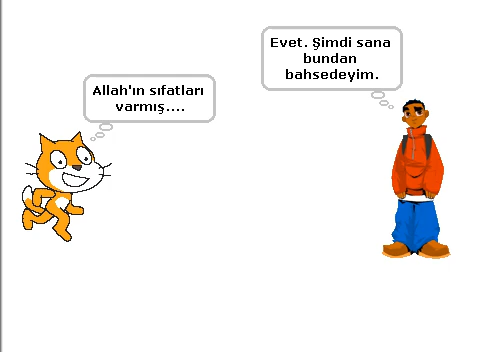 Allah'ın sıfatları
varmış....
Evet. Şimdi sana
bundan
bahsedeyim.